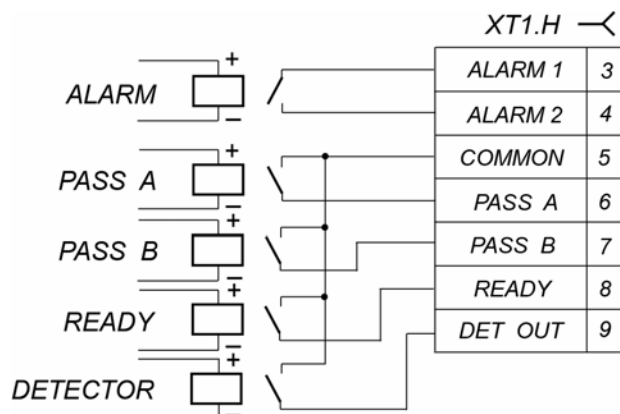 XT1.H
+
ALARM
−
ALARM 1 3
ALARM 2 4
+
PASS A
−
COMMON 5
PASS A 6
+
PASS B
−
PASS B 7
+
READY
−
READY 8
+
DETECTOR
−
DET OUT 9